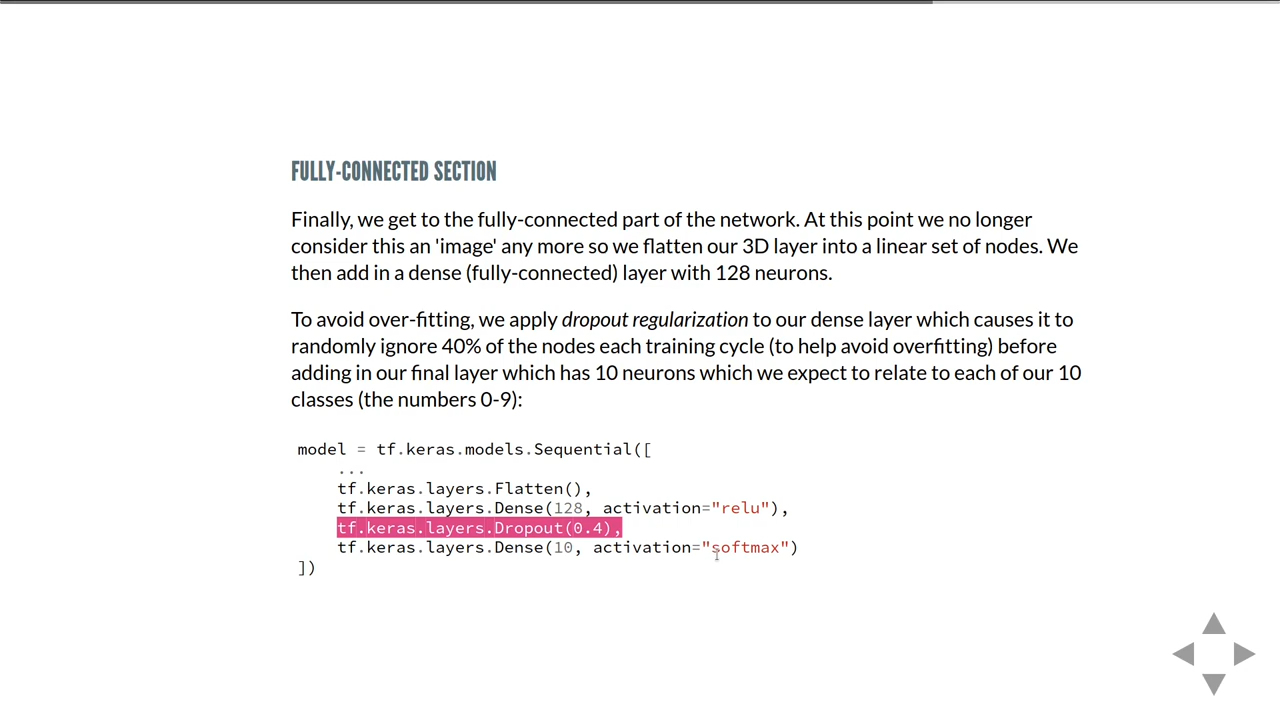 FULLY-CONNECTED SECTION
Finally, we get to the fully-connected part of the network. At this point we no longer
consider this an 'image' any more so we flatten our 3D layer into a linear set of nodes. We
then add in a dense (fully-connected) layer with 128 neurons.
To avoid over-fitting, we apply dropout regularization to our dense layer which causes it to
randomly ignore 40% of the nodes each training cycle (to help avoid overfitting) before
adding in our final layer which has 10 neurons which we expect to relate to each of our 10
classes (the numbers 0-9):
model = tf.keras.models.Sequential([
    ...
    tf.keras.layers.Flatten(),
    tf.keras.layers.Dense(128, activation="relu"),
    tf.keras.layers.Dropout(0.4),
    tf.keras.layers.Dense(10, activation="softmax")
])